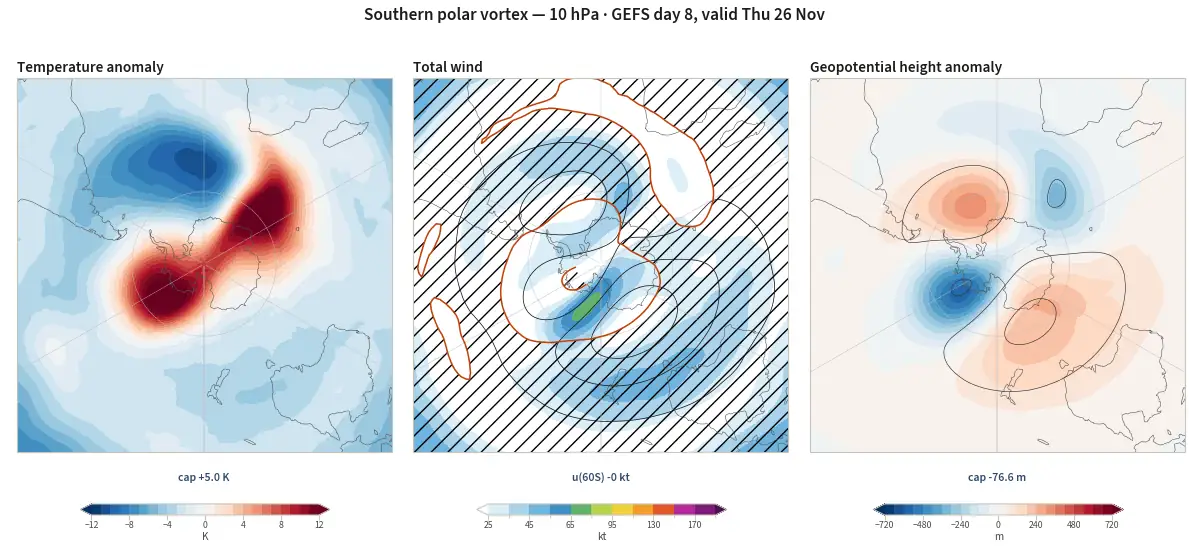 Southern polar vortex — 10 hPa · GEFS day 8, valid Thu 26 Nov
Temperature anomaly
Total wind
Geopotential height anomaly
cap +5.0 K
u(60S) -0 kt
cap -76.6 m
−12 −8 −4 0 4 8 12
K
25 45 65 95 130 170
kt
−720 −480 −240 0 240 480 720
m